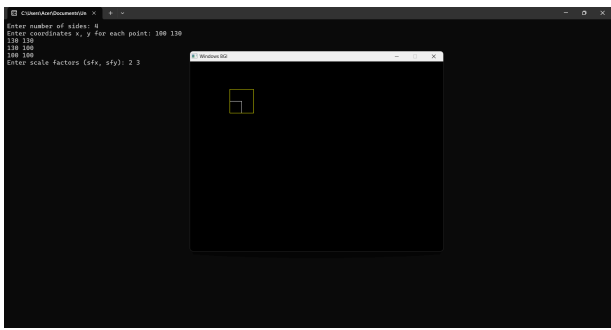 C:\Users\Acer\Documents\Un
Enter number of sides: 4
Enter coordinates x, y for each point: 100 130
130 130
130 100
100 100
Enter scale factors (sfx, sfy): 2 3
Windows BGI